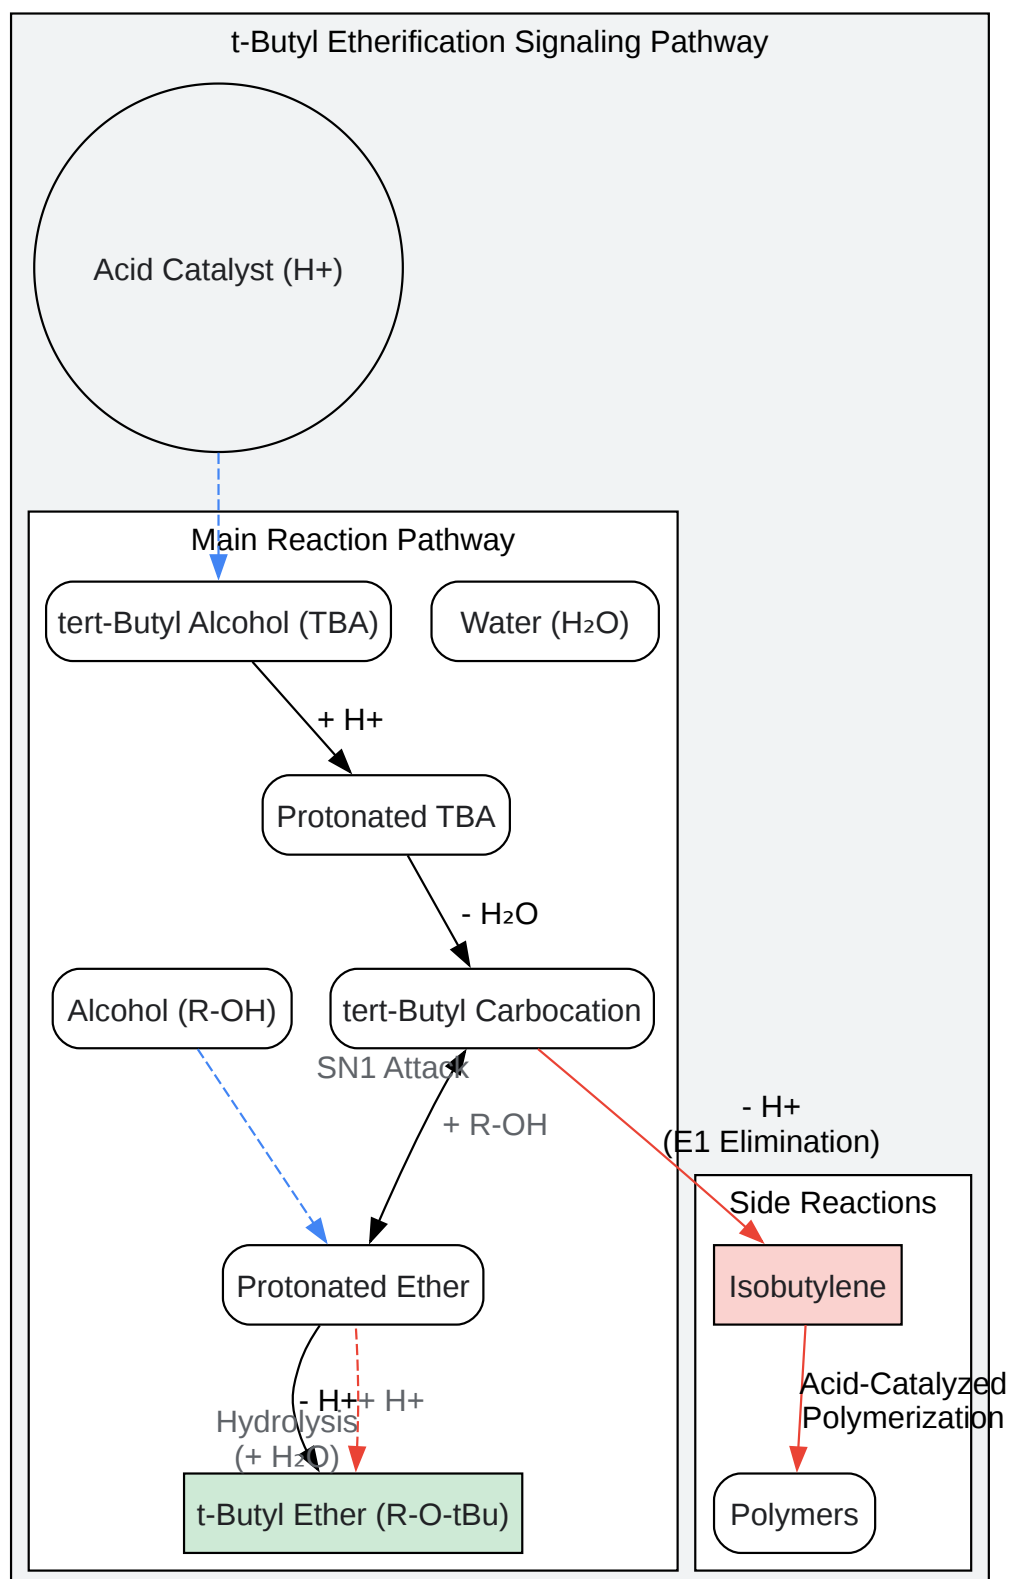 t-Butyl Etherification Signaling Pathway
Acid Catalyst (H+)
Main Reaction Pathway
tert-Butyl Alcohol (TBA)
Water (H₂O)
+ H+
Protonated TBA
- H₂O
Alcohol (R-OH)
tert-Butyl Carbocation
SN1 Attack
+ R-OH
- H+
(E1 Elimination)
Side Reactions
Protonated Ether
Isobutylene
- H+
+ H+
Hydrolysis
(+ H₂O)
Acid-Catalyzed
Polymerization
t-Butyl Ether (R-O-tBu)
Polymers